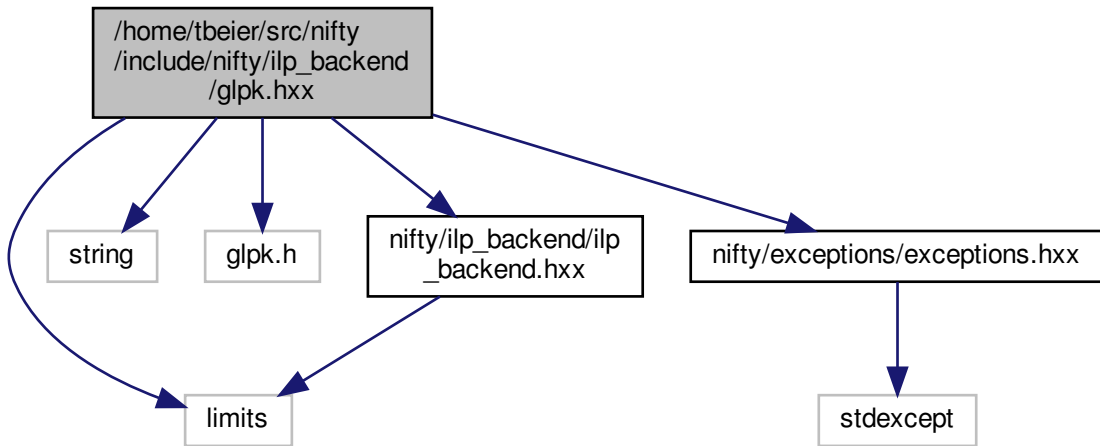 /home/tbeier/src/nifty
/include/nifty/ilp_backend
/glpk.hxx
string
glpk.h
nifty/ilp_backend/ilp
_backend.hxx
nifty/exceptions/exceptions.hxx
limits
stdexcept